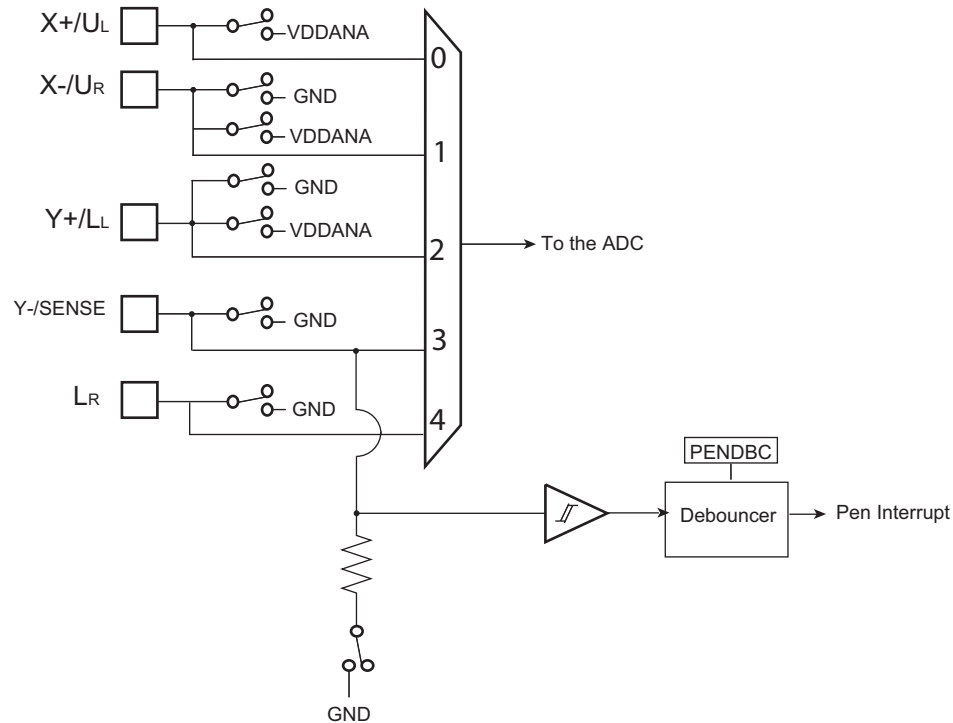 X+/UL
VDDANA
0
X-/UR
GND
VDDANA
1
GND
Y+/LL
VDDANA
2
To the ADC
Y-/SENSE
GND
3
LR
GND
4
PENDBC
Debouncer
Pen Interrupt
GND